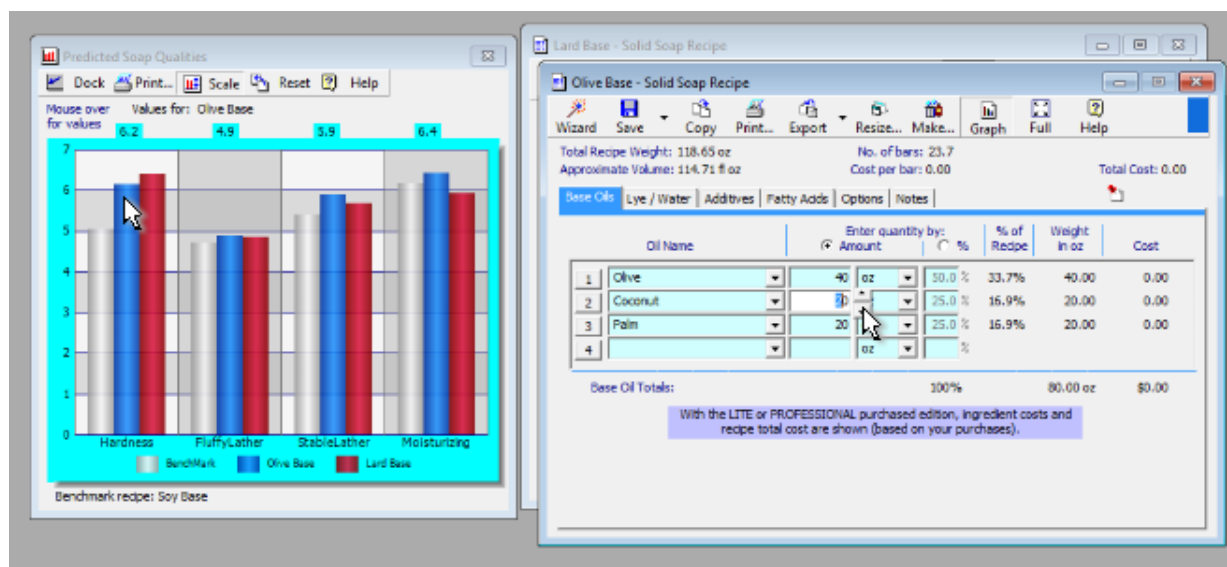 Predicted Soap Qualities
Dock Print... Scale Reset Help
Mouse over for values
Values for: Olive Base
6.2 4.9 5.9 6.4
7
6
5
4
3
2
1
0
Hardness FluffyLather StableLather Moisturizing
BenchMark Olive Base Lard Base
Benchmark recipe: Soy Base
Lard Base - Solid Soap Recipe
Olive Base - Solid Soap Recipe
Wizard Save Copy Print... Export Resize... Make... Graph Full Help
Total Recipe Weight: 118.65 oz No. of bars: 23.7
Approximate Volume: 114.71 fl oz Cost per bar: 0.00 Total Cost: 0.00
Base Oils Lye / Water Additives Fatty Acids Options Notes
Enter quantity by: % of Weight
Oil Name Amount % Recipe in oz Cost
1 Olive 40 oz 50.0 % 33.7% 40.00 0.00
2 Coconut 20 25.0 % 16.9% 20.00 0.00
3 Palm 20 25.0 % 16.9% 20.00 0.00
4 oz %
Base Oil Totals: 100% 80.00 oz $0.00
With the LITE or PROFESSIONAL purchased edition, ingredient costs and
recipe total cost are shown (based on your purchases).